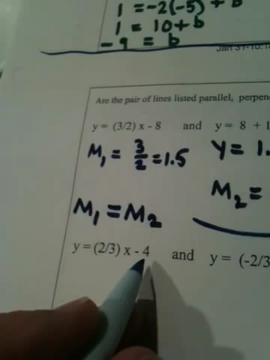 1 = -2(-5) + b
1 = 10 + b
-9 = b
Are the pair of lines listed parallel, perpen
y = (3/2) x - 8 and y = 8 + 1
M₁ = 3/2 = 1.5 y = 1.
M₁ = M₂ M₂ =
y = (2/3) x - 4 and y = (-2/3